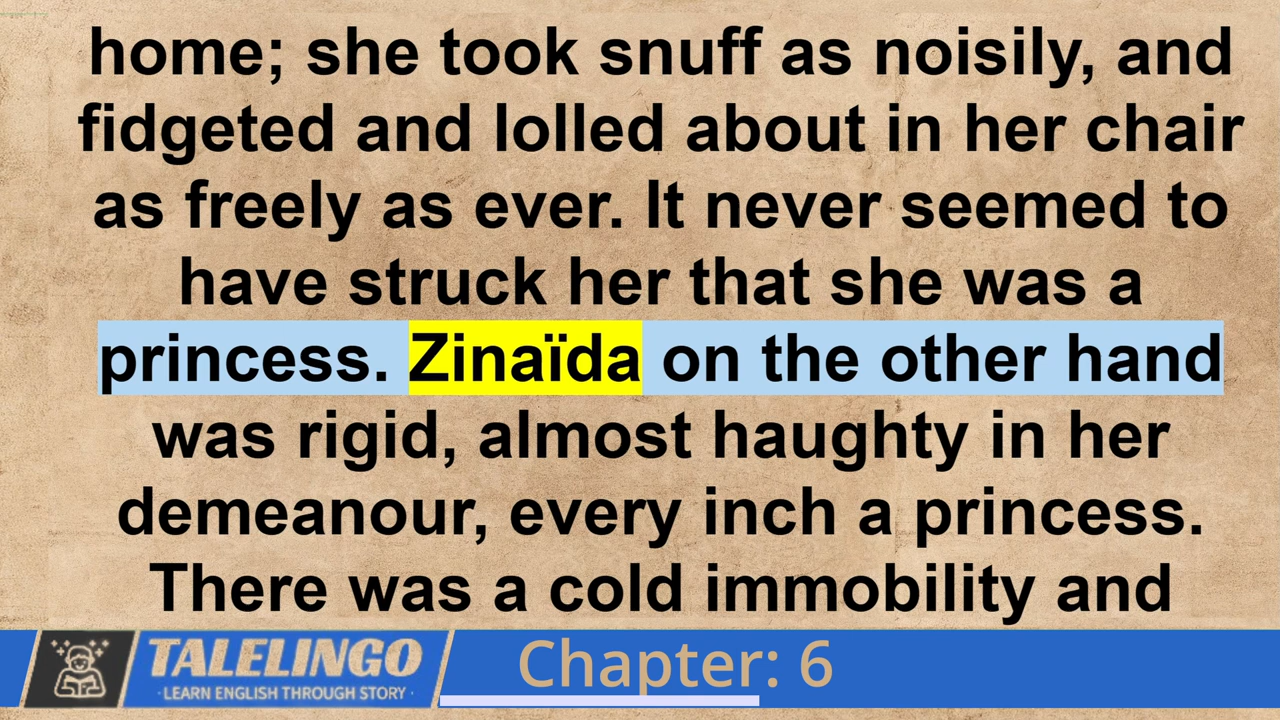 home; she took snuff as noisily, and
fidgeted and lolled about in her chair
as freely as ever. It never seemed to
have struck her that she was a
princess. Zinaïda on the other hand
was rigid, almost haughty in her
demeanour, every inch a princess.
There was a cold immobility and
TALELINGO
·LEARN ENGLISH THROUGH STORY·
Chapter: 6